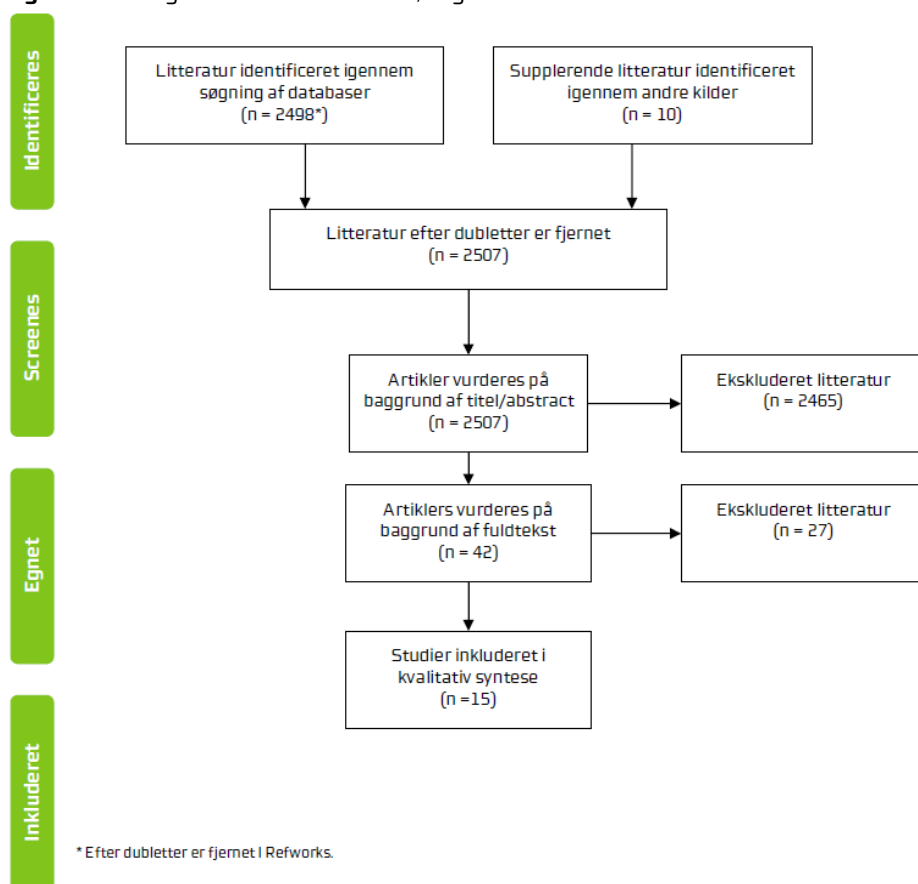 Identificeres
Litteratur identificeret igennem
søgning af databaser
(n = 2498*)
Supplerende litteratur identificeret
igennem andre kilder
(n = 10)
Screenes
Litteratur efter dubletter er fjernet
(n = 2507)
Artikler vurderes på
baggrund af titel/abstract
(n = 2507)
Ekskluderet litteratur
(n = 2465)
Egnet
Artiklers vurderes på
baggrund af fuldtekst
(n = 42)
Ekskluderet litteratur
(n = 27)
Studier inkluderet i
kvalitativ syntese
(n =15)
Inkluderet
* Efter dubletter er fjernet I Refworks.